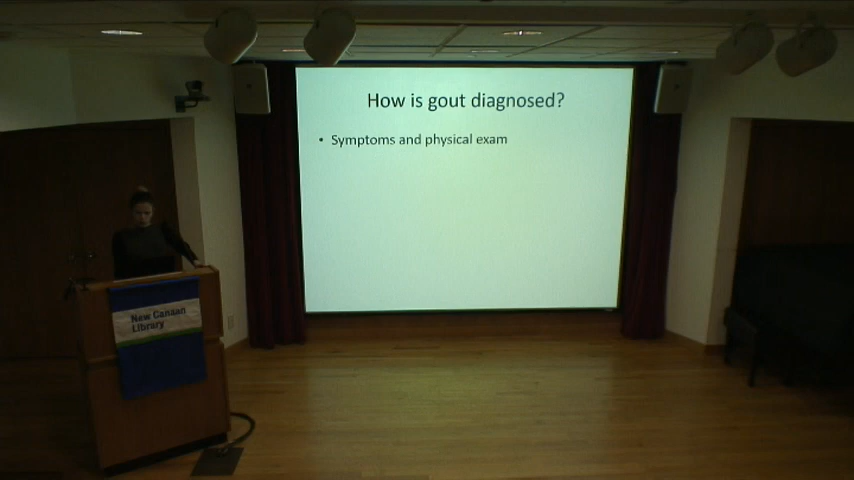 How is gout diagnosed?
• Symptoms and physical exam
New Canaan
Library